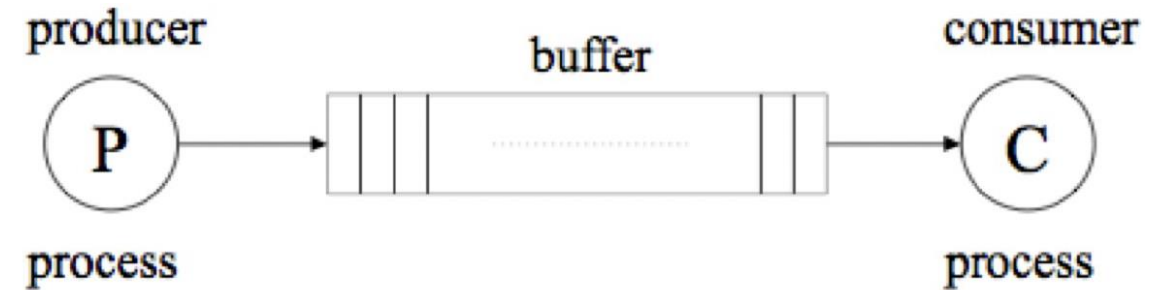 producer
buffer
consumer
P
C
process
process